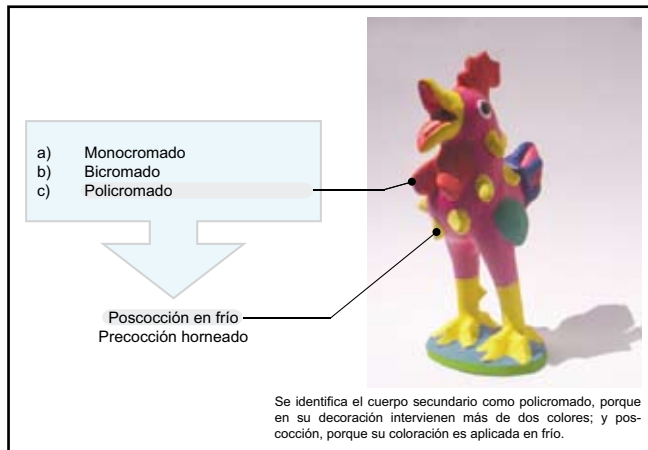 a) Monocromado
b) Bicromado
c) Policromado
Poscocción en frío
Precocción horneado
Se identifica el cuerpo secundario como policromado, porque
en su decoración intervienen más de dos colores; y pos-
cocción, porque su coloración es aplicada en frío.